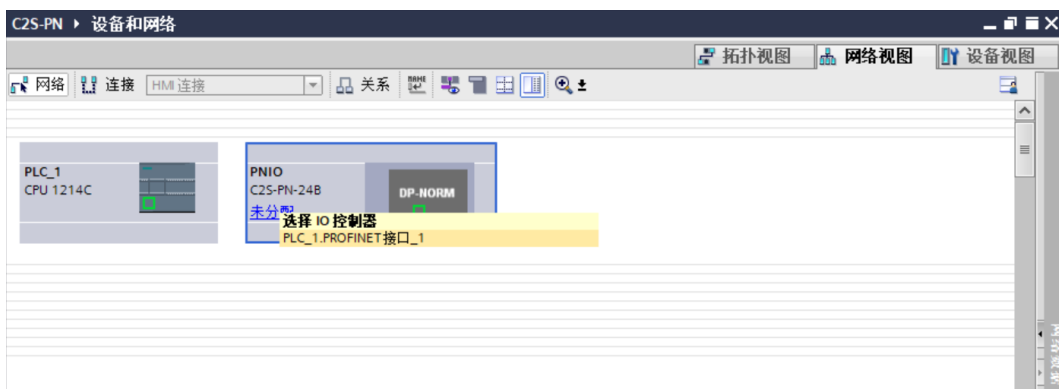 C2S-PN ▸ 设备和网络
拓扑视图 网络视图 设备视图
网络 连接 HMI 连接 关系
PLC_1
CPU 1214C
PNIO
C2S-PN-24B
DP-NORM
未分配
选择 IO 控制器
PLC_1.PROFINET接口_1